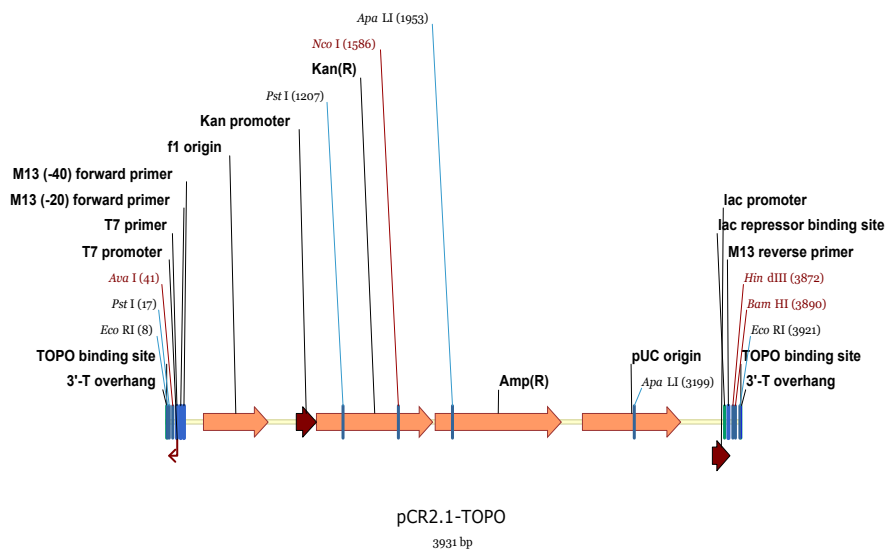 Apa LI (1953)
Nco I (1586)
Kan(R)
Pst I (1207)
Kan promoter
f1 origin
M13 (-40) forward primer
M13 (-20) forward primer
lac promoter
T7 primer
lac repressor binding site
T7 promoter
M13 reverse primer
Ava I (41)
Hin dIII (3872)
Pst I (17)
Bam HI (3890)
Eco RI (8)
Eco RI (3921)
TOPO binding site
pUC origin
TOPO binding site
3'-T overhang
Amp(R)
Apa LI (3199)
3'-T overhang
pCR2.1-TOPO
3931 bp